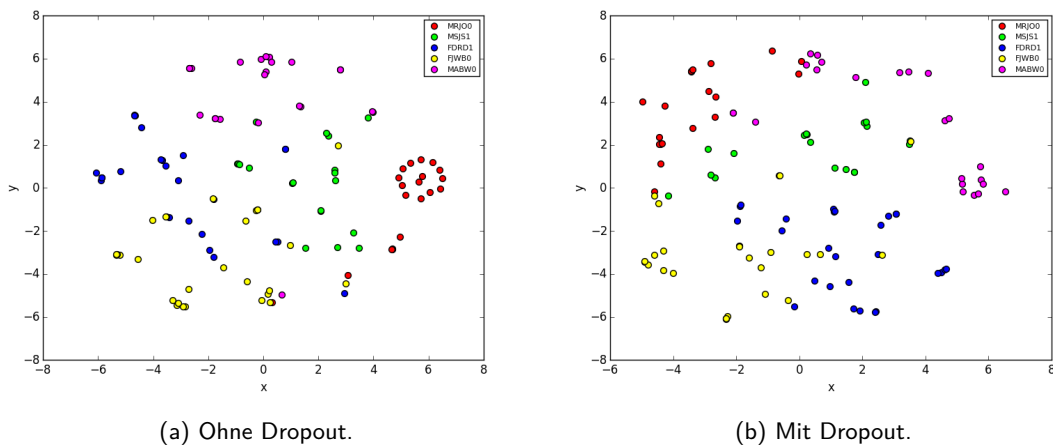 8
6
4
2
0
−2
−4
−6
−8
y
−8 −6 −4 −2 0 2 4 6 8
x
MRJO0
MSJS1
FDRD1
FJWB0
MABW0
(a) Ohne Dropout.
8
6
4
2
0
−2
−4
−6
−8
y
−6 −4 −2 0 2 4 6 8
x
MRJO0
MSJS1
FDRD1
FJWB0
MABW0
(b) Mit Dropout.